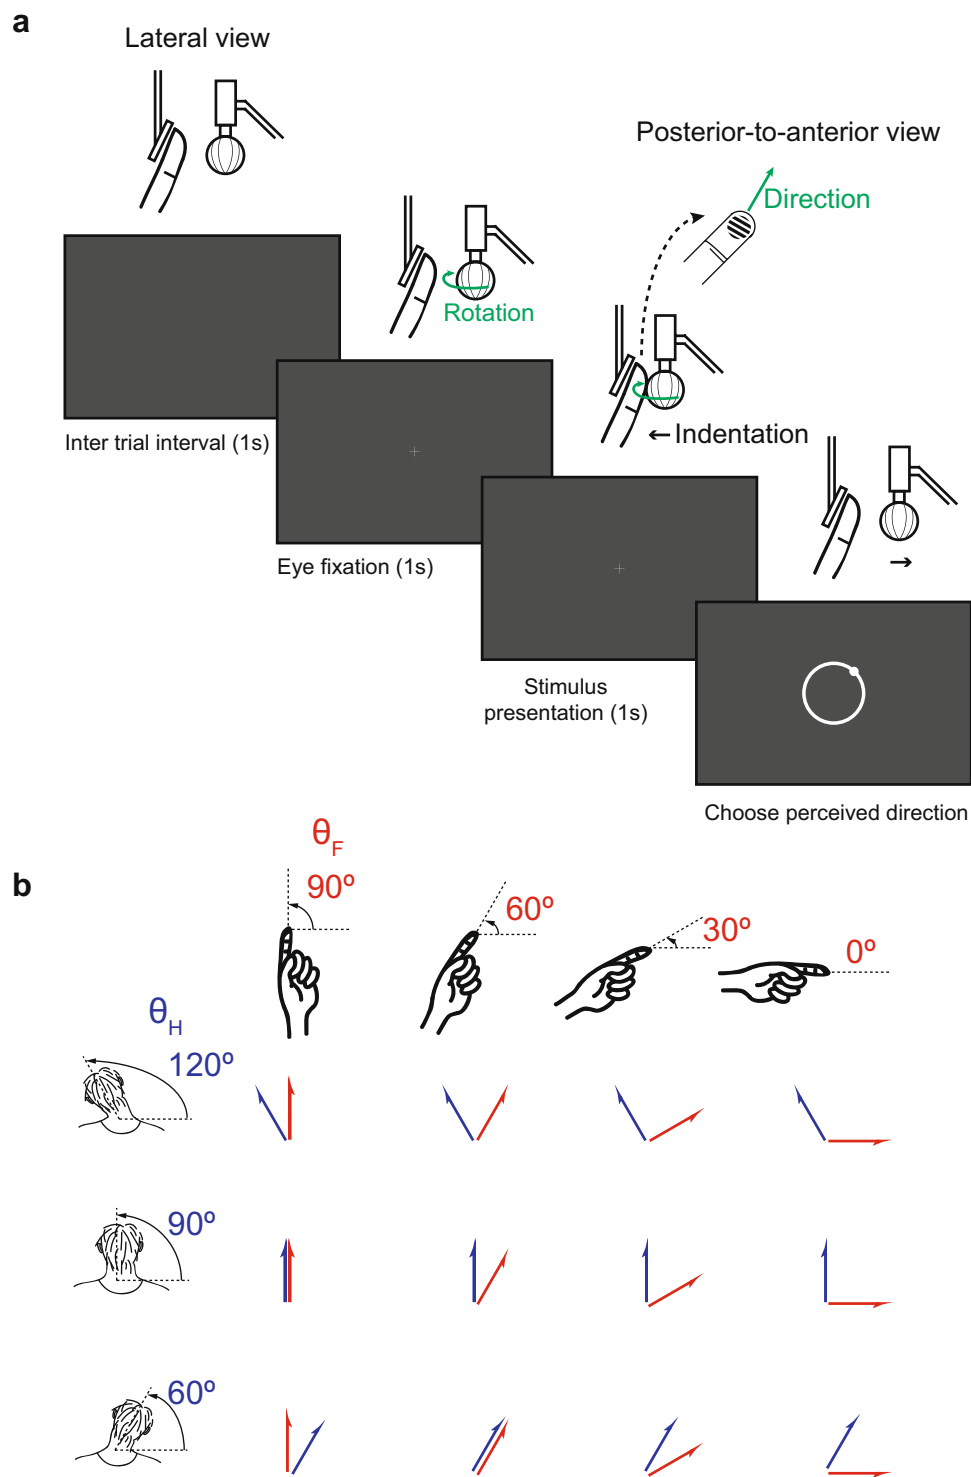 a
Lateral view
Posterior-to-anterior view
Direction
Rotation
←Indentation
Inter trial interval (1s)
Eye fixation (1s)
Stimulus
presentation (1s)
Choose perceived direction
b
θF
90º
60º
30º
0º
θH
120º
90º
60º